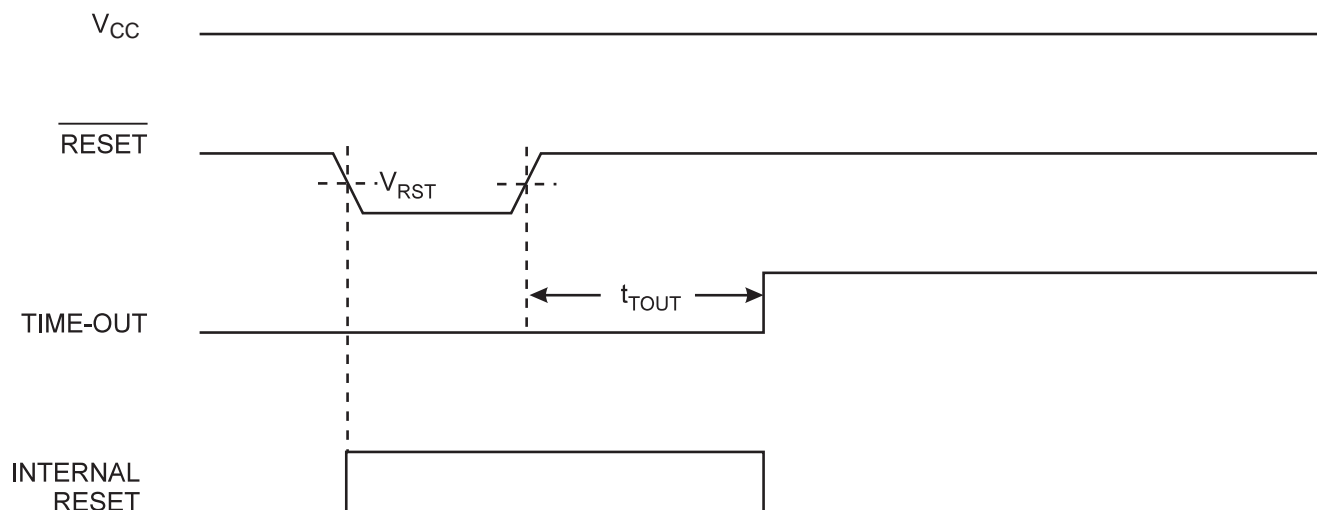 VCC
RESET
VRST
tTOUT
TIME-OUT
INTERNAL
RESET